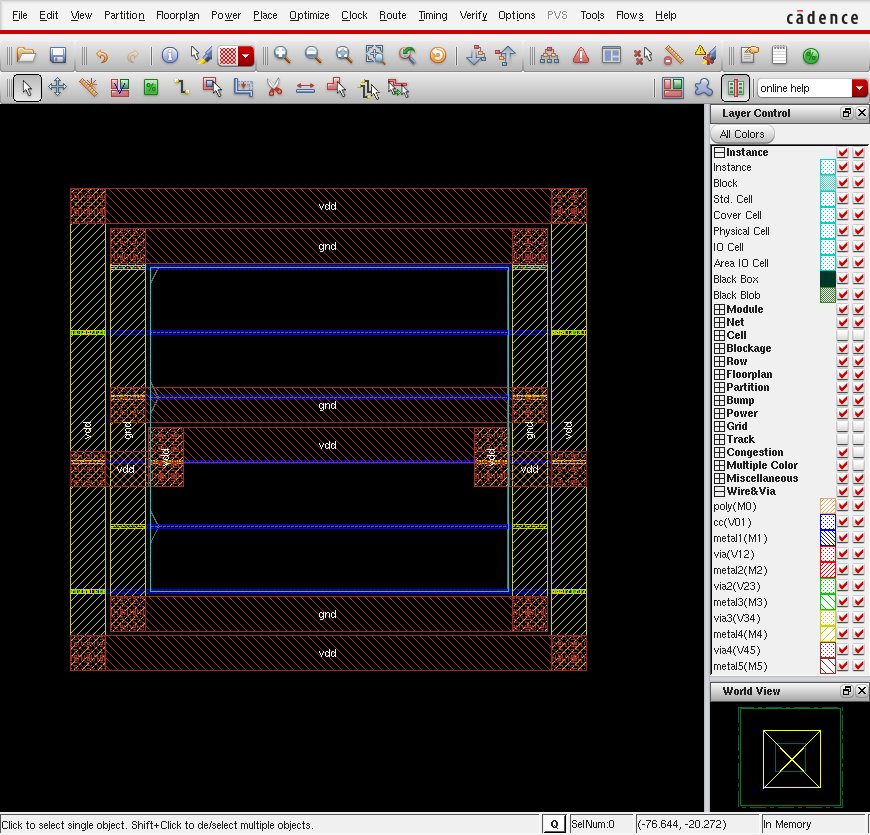 File Edit View Partition Floorplan Power Place Optimize Clock Route Timing Verify Options PVS Tools Flows Help
cādence
online help
Layer Control
All Colors
Instance
Instance
Block
Std. Cell
Cover Cell
Physical Cell
IO Cell
Area IO Cell
Black Box
Black Blob
Module
Net
Cell
Blockage
Row
Floorplan
Partition
Bump
Power
Grid
Track
Congestion
Multiple Color
Miscellaneous
Wire&Via
poly(M0)
cc(V01)
metal1(M1)
via(V12)
metal2(M2)
via2(V23)
metal3(M3)
via3(V34)
metal4(M4)
via4(V45)
metal5(M5)
vdd
gnd
gnd
vdd
vdd
gnd
vdd
vdd
gnd
vdd
vdd
vdd
gnd
vdd
World View
Click to select single object. Shift+Click to de/select multiple objects.
Q
SelNum:0
(-76.644, -20.272)
In Memory